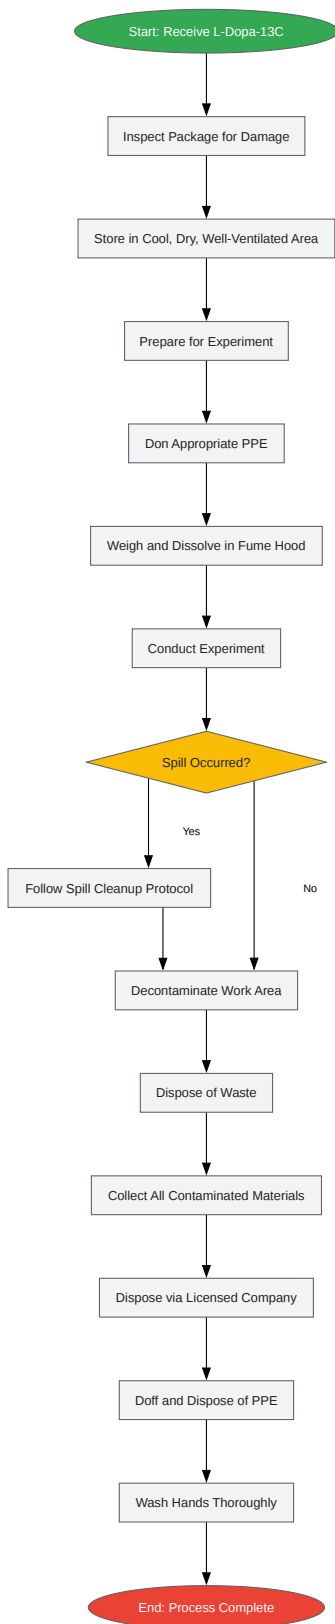 Start: Receive L-Dopa-13C
Inspect Package for Damage
Store in Cool, Dry, Well-Ventilated Area
Prepare for Experiment
Don Appropriate PPE
Weigh and Dissolve in Fume Hood
Conduct Experiment
Spill Occurred?
Yes
Follow Spill Cleanup Protocol
No
Decontaminate Work Area
Dispose of Waste
Collect All Contaminated Materials
Dispose via Licensed Company
Doff and Dispose of PPE
Wash Hands Thoroughly
End: Process Complete